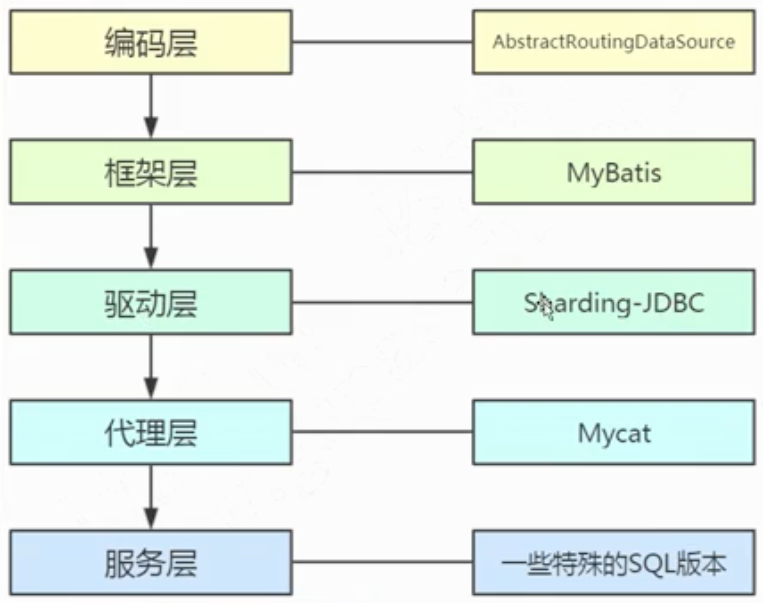 编码层
AbstractRoutingDataSource
框架层
MyBatis
驱动层
Sharding-JDBC
代理层
Mycat
服务层
一些特殊的SQL版本